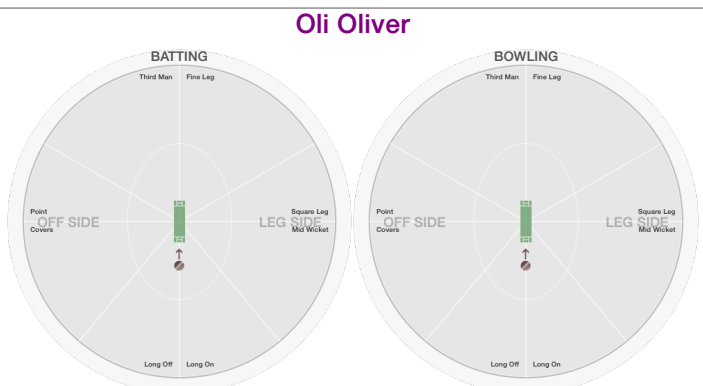 Oli Oliver
BATTING
Third Man
Fine Leg
Point
OFF SIDE
Covers
Square Leg
LEG SIDE
Mid Wicket
Long Off
Long On
BOWLING
Third Man
Fine Leg
Point
OFF SIDE
Covers
Square Leg
LEG SIDE
Mid Wicket
Long Off
Long On